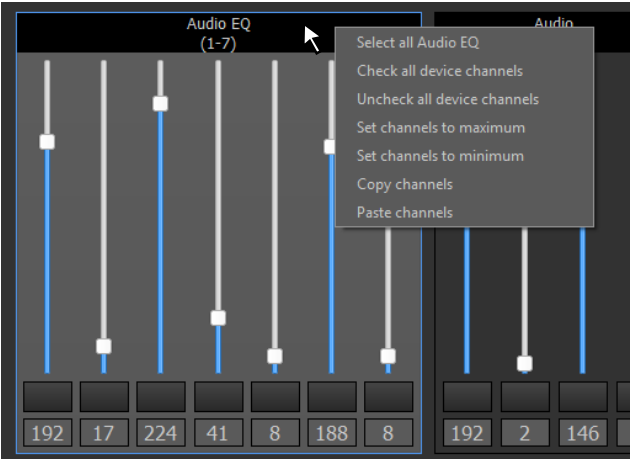 Audio EQ
(1-7)
Audio
Select all Audio EQ
Check all device channels
Uncheck all device channels
Set channels to maximum
Set channels to minimum
Copy channels
Paste channels
192 17 224 41 8 188 8
192 2 146